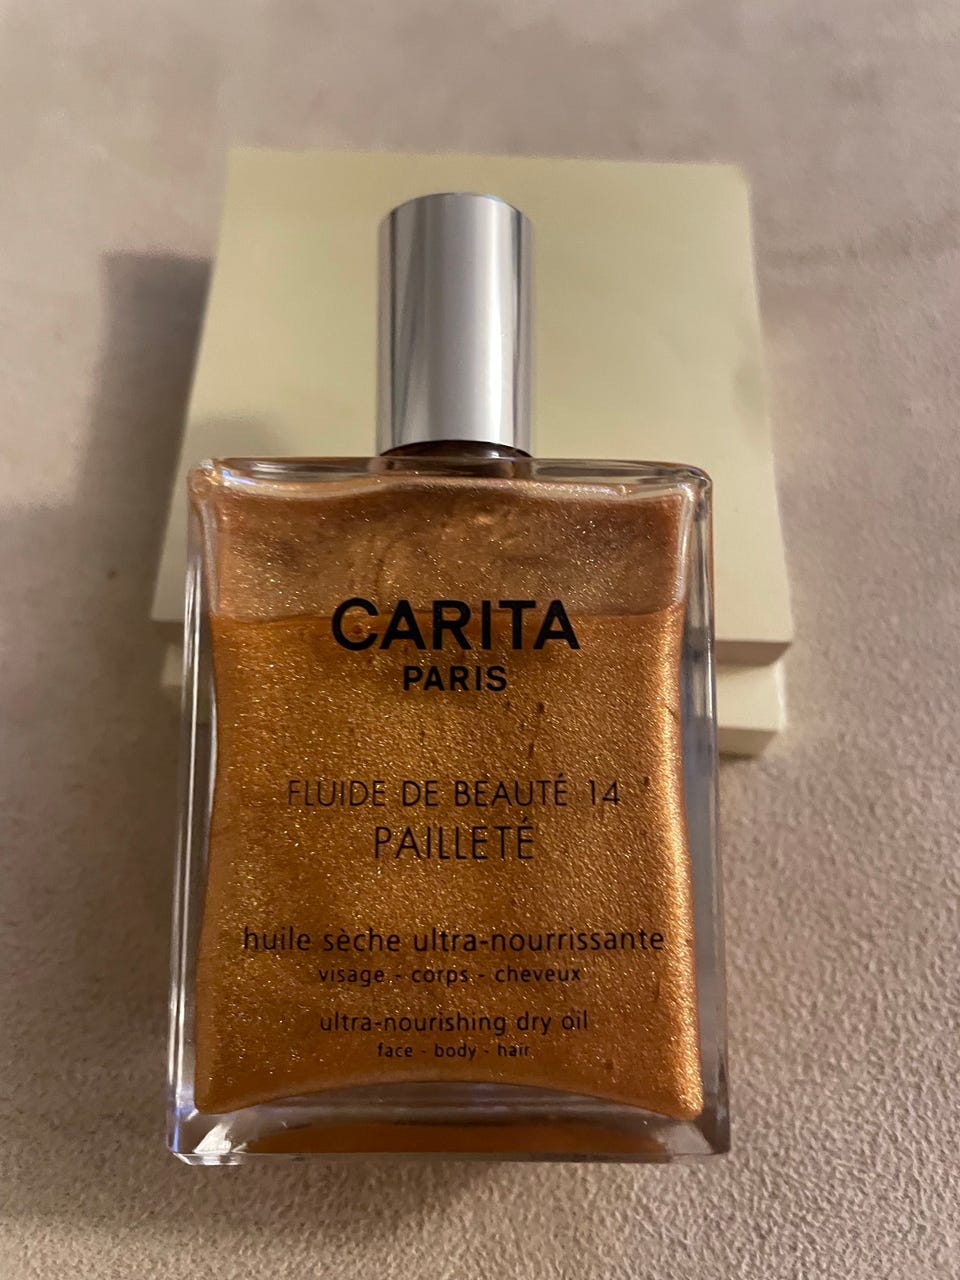 CARITA
PARIS
FLUIDE DE BEAUTÉ 14
PAILLETÉ
huile sèche ultra-nourrissante
visage - corps - cheveux
ultra-nourishing dry oil
face - body - hair